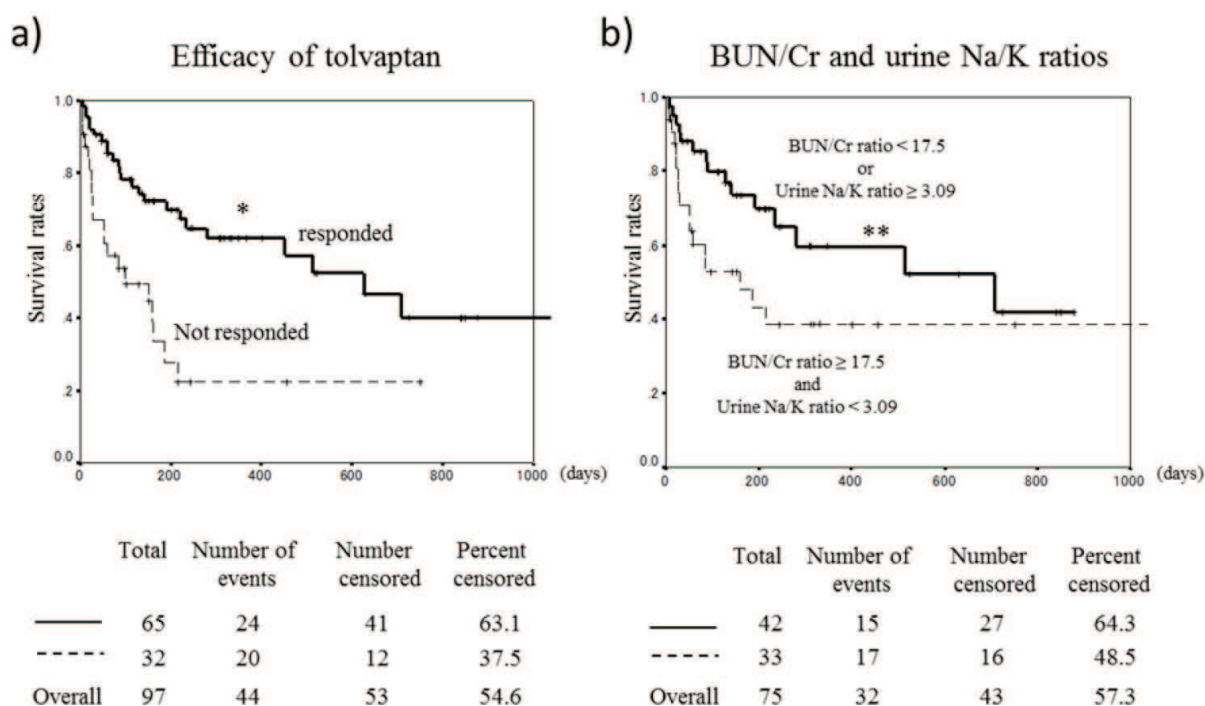 a)
Efficacy of tolvaptan
1.0
.8
.6
.4
.2
0.0
Survival rates
*
responded
Not responded
0 200 400 600 800 1000 (days)
Total Number of events Number censored Percent censored
65 24 41 63.1
32 20 12 37.5
Overall 97 44 53 54.6
b)
BUN/Cr and urine Na/K ratios
1.0
.8
.6
.4
.2
0.0
Survival rates
BUN/Cr ratio < 17.5
or
Urine Na/K ratio ≥ 3.09
**
BUN/Cr ratio ≥ 17.5
and
Urine Na/K ratio < 3.09
0 200 400 600 800 1000 (days)
Total Number of events Number censored Percent censored
42 15 27 64.3
33 17 16 48.5
Overall 75 32 43 57.3